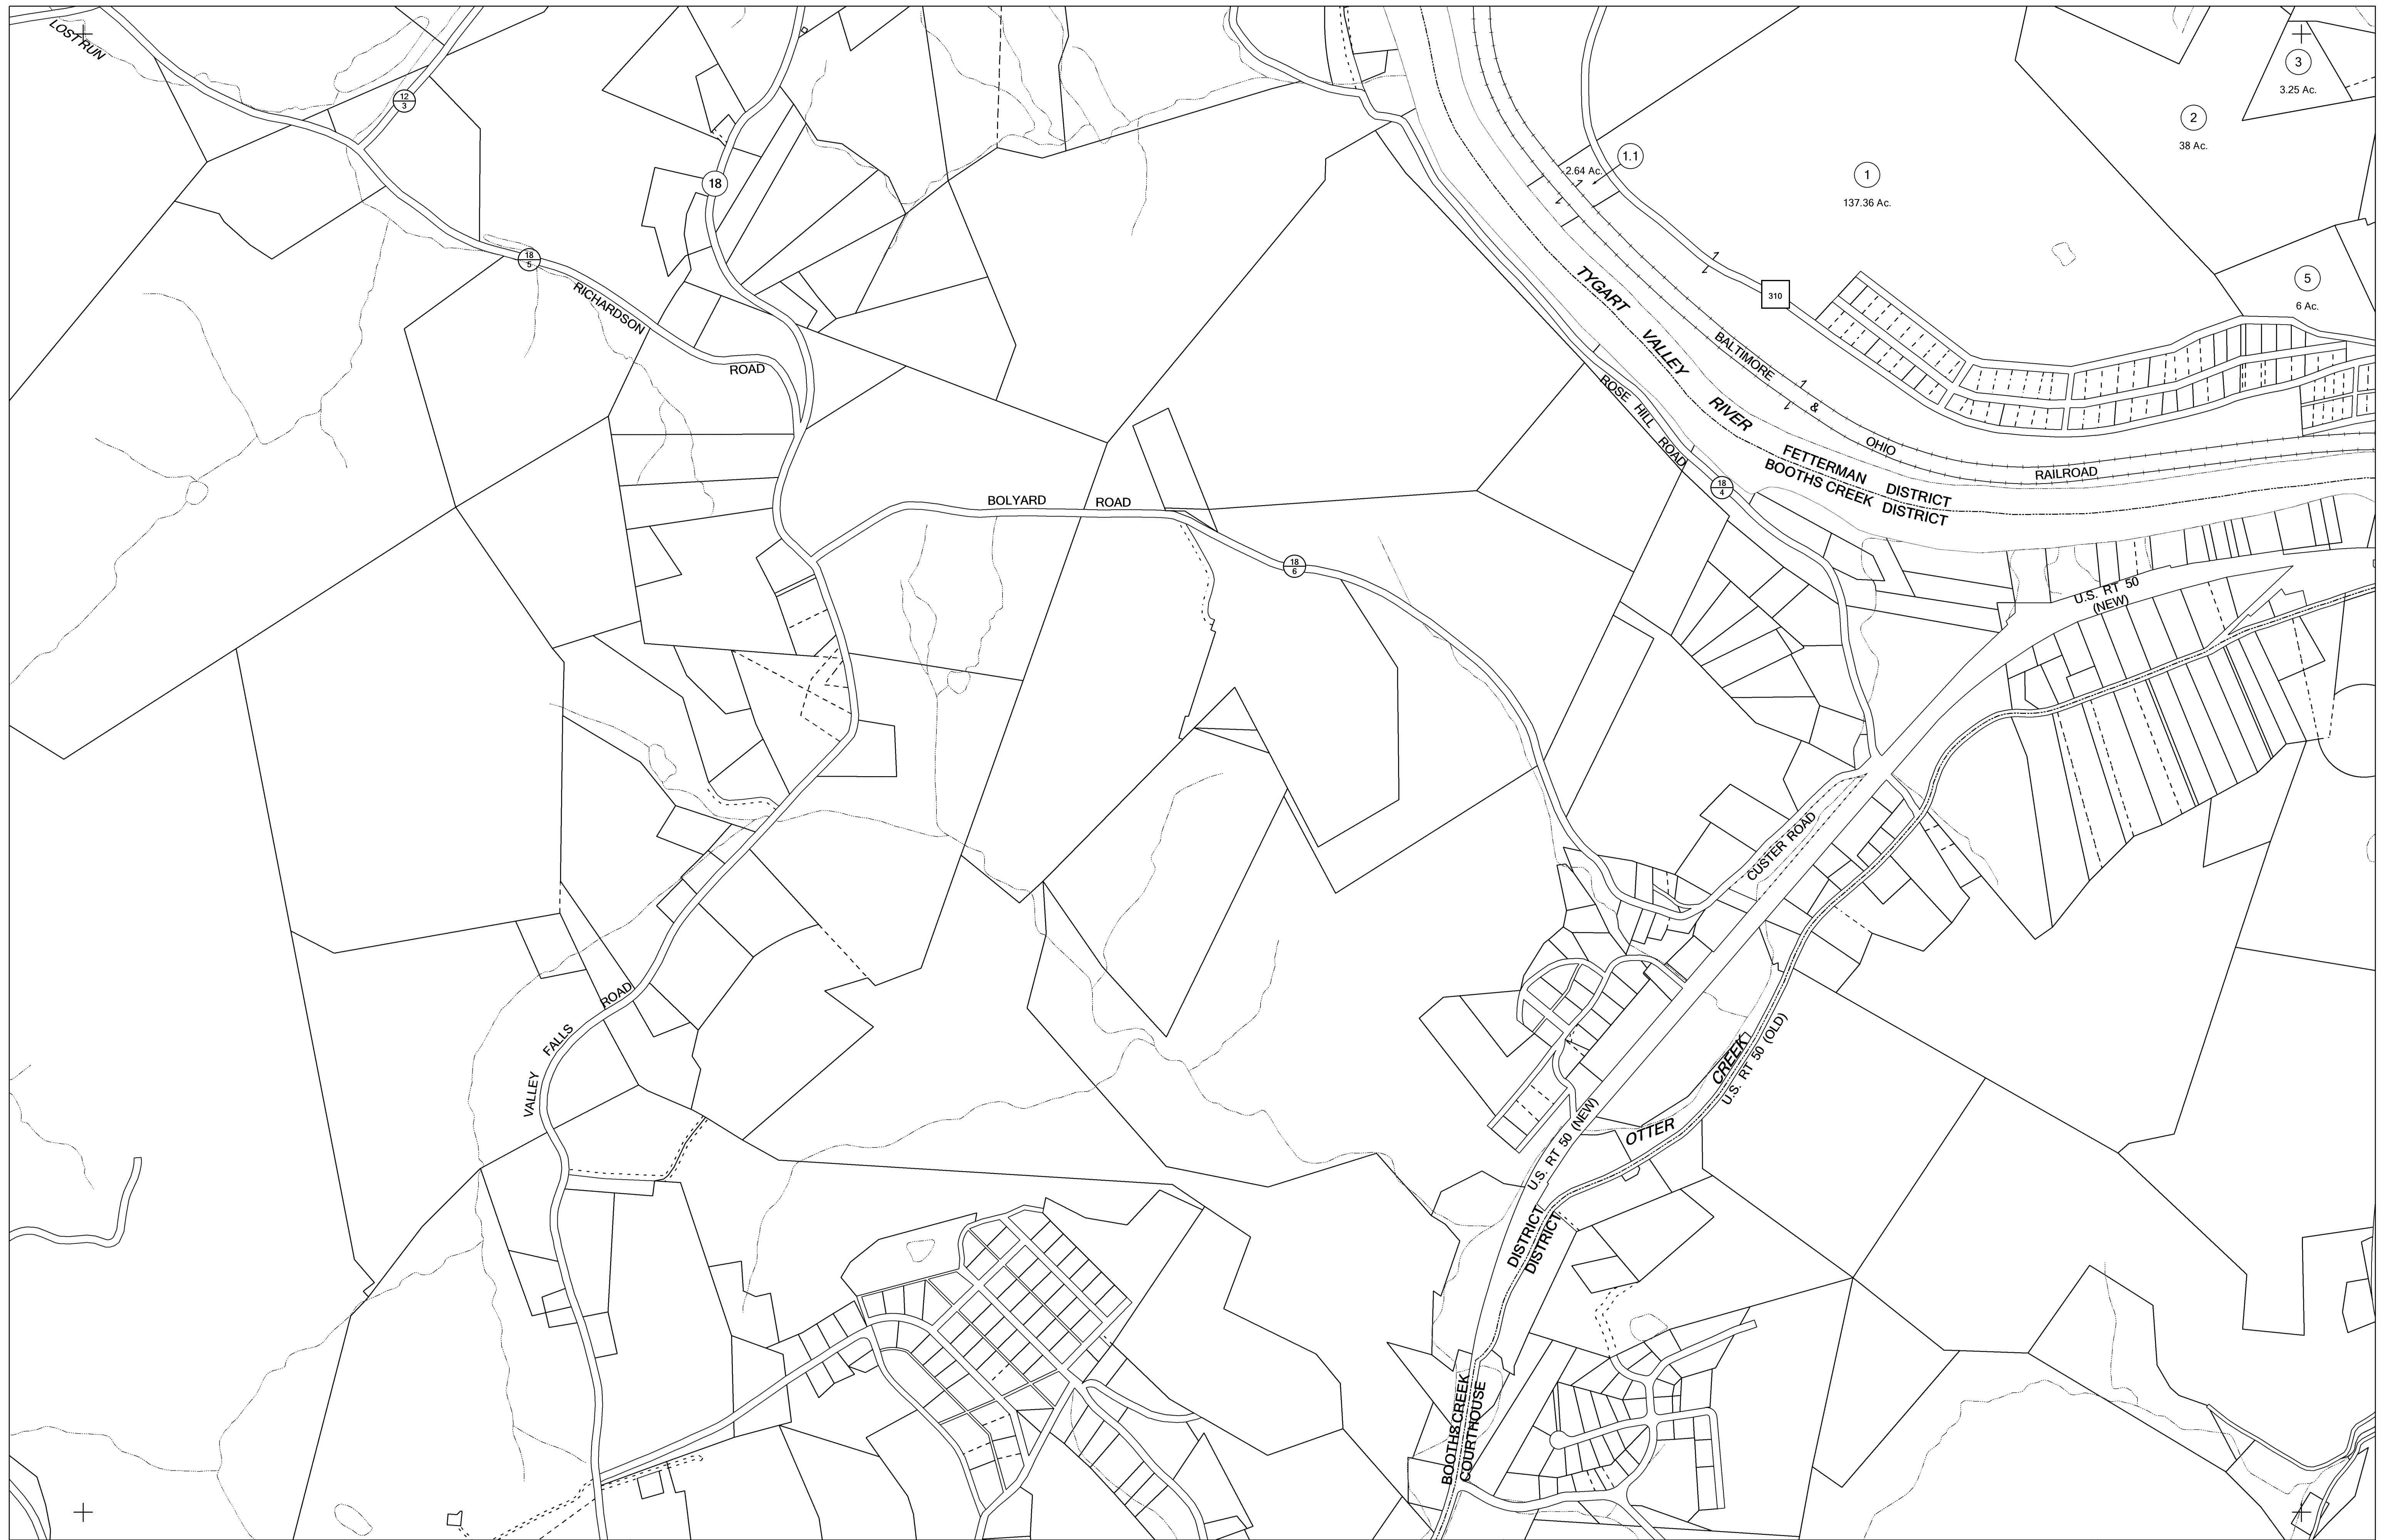 LOST RUN
12
3
18
1.1
2.64 Ac.
1
137.36 Ac.
2
38 Ac.
3
3.25 Ac.
5
6 Ac.
18
5
RICHARDSON
ROAD
310
TYGART VALLEY RIVER
BALTIMORE & OHIO RAILROAD
ROSE HILL ROAD
18
4
FETTERMAN DISTRICT
BOOTHS CREEK DISTRICT
BOLYARD ROAD
18
6
U.S. RT 50
(NEW)
CUSTER ROAD
VALLEY FALLS ROAD
OTTER CREEK
U.S. RT 50 (OLD)
U.S. RT 50 (NEW)
BOOTHS CREEK DISTRICT
COURTHOUSE DISTRICT